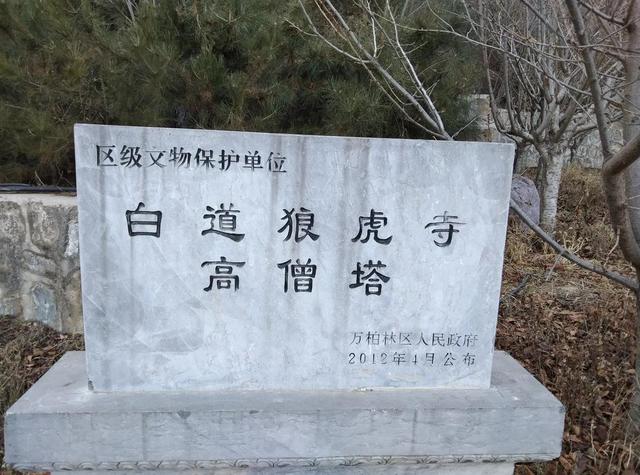 区级文物保护单位
白道狼虎寺
高僧塔
万柏林区人民政府
2012年4月公布